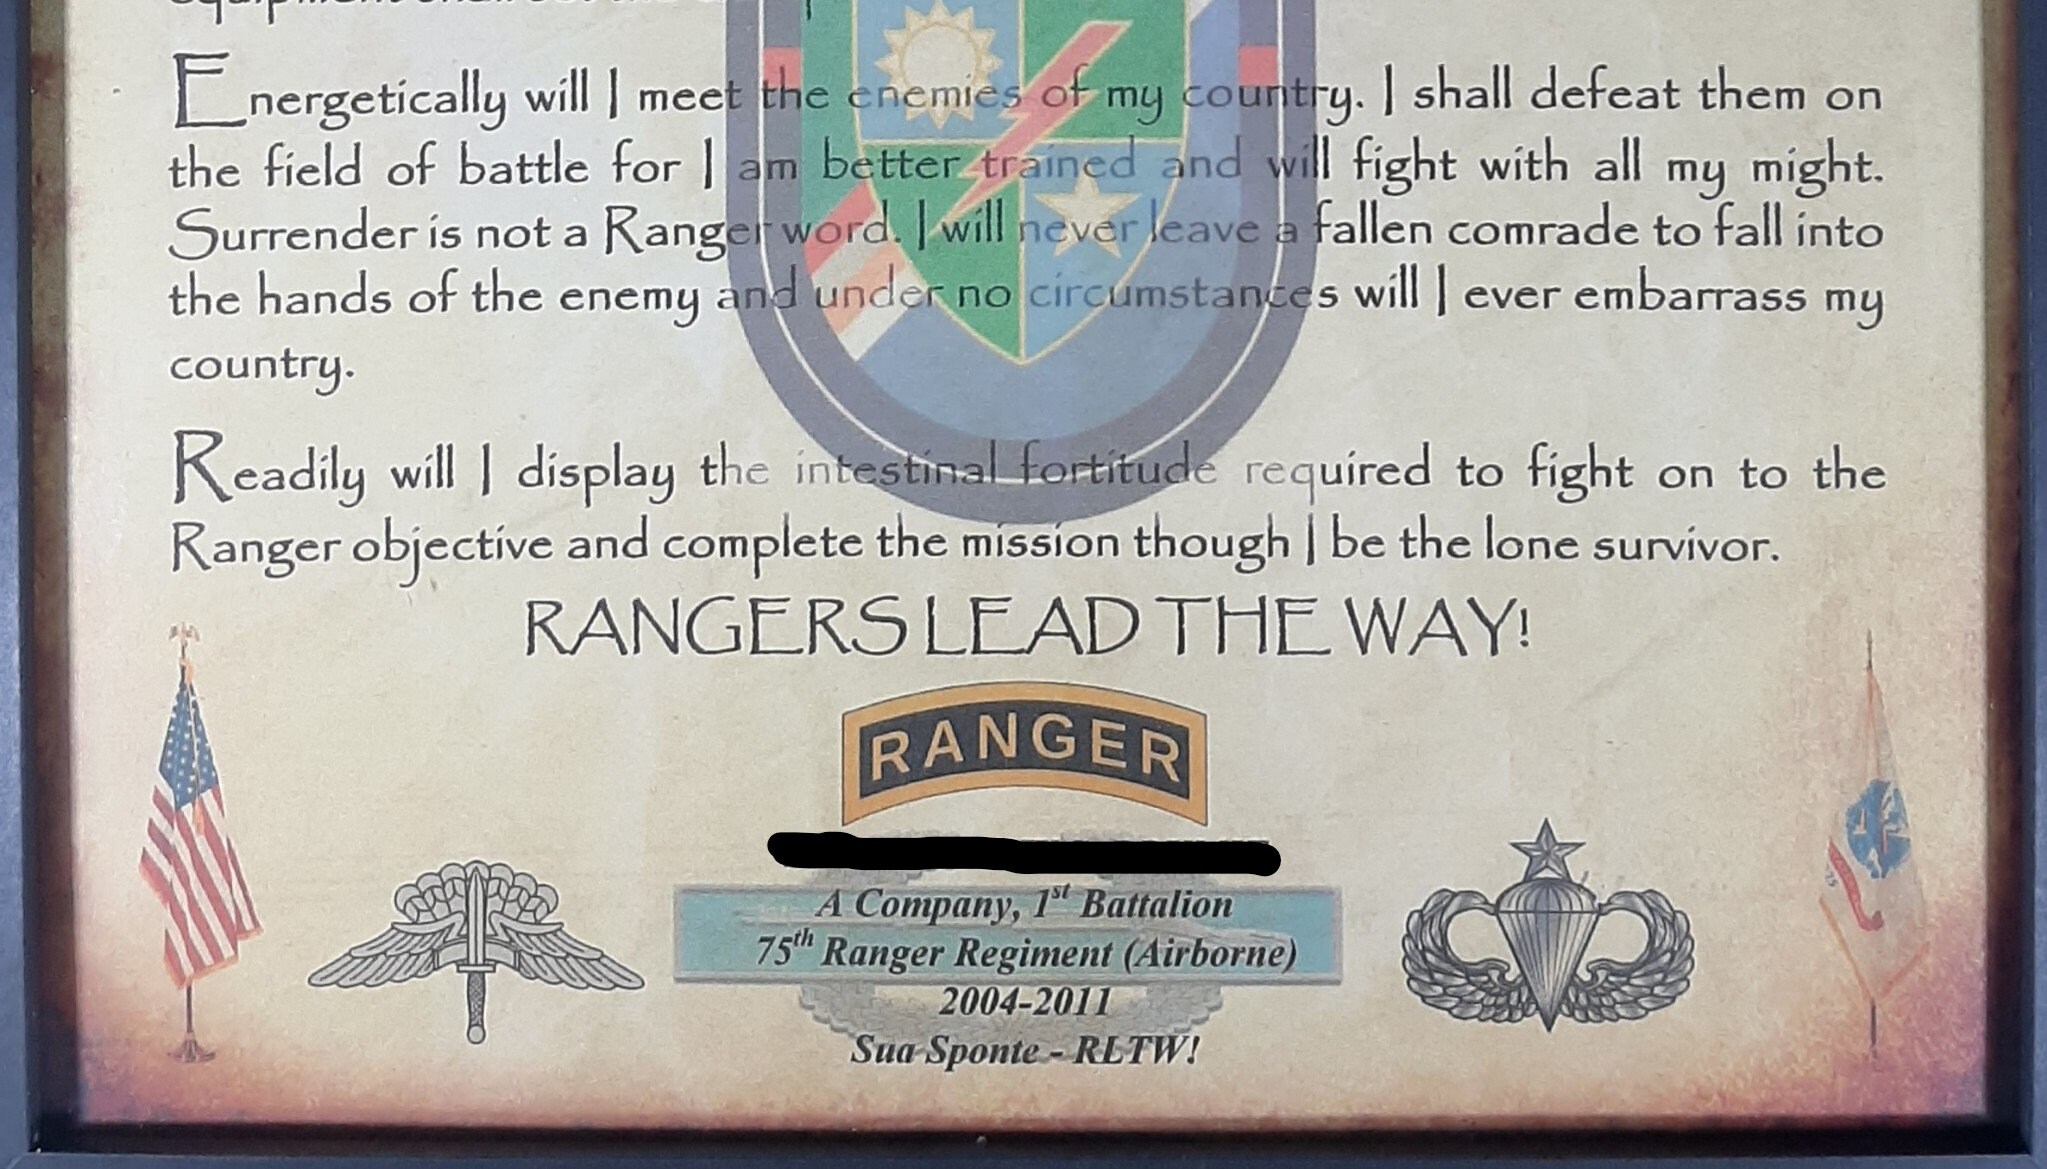 Energetically will I meet the enemies of my country. I shall defeat them on
the field of battle for I am better trained and will fight with all my might.
Surrender is not a Ranger word. I will never leave a fallen comrade to fall into
the hands of the enemy and under no circumstances will I ever embarrass my
country.
Readily will I display the intestinal fortitude required to fight on to the
Ranger objective and complete the mission though I be the lone survivor.
RANGERS LEAD THE WAY!
RANGER
A Company, 1st Battalion
75th Ranger Regiment (Airborne)
2004-2011
Sua Sponte - RLTW!